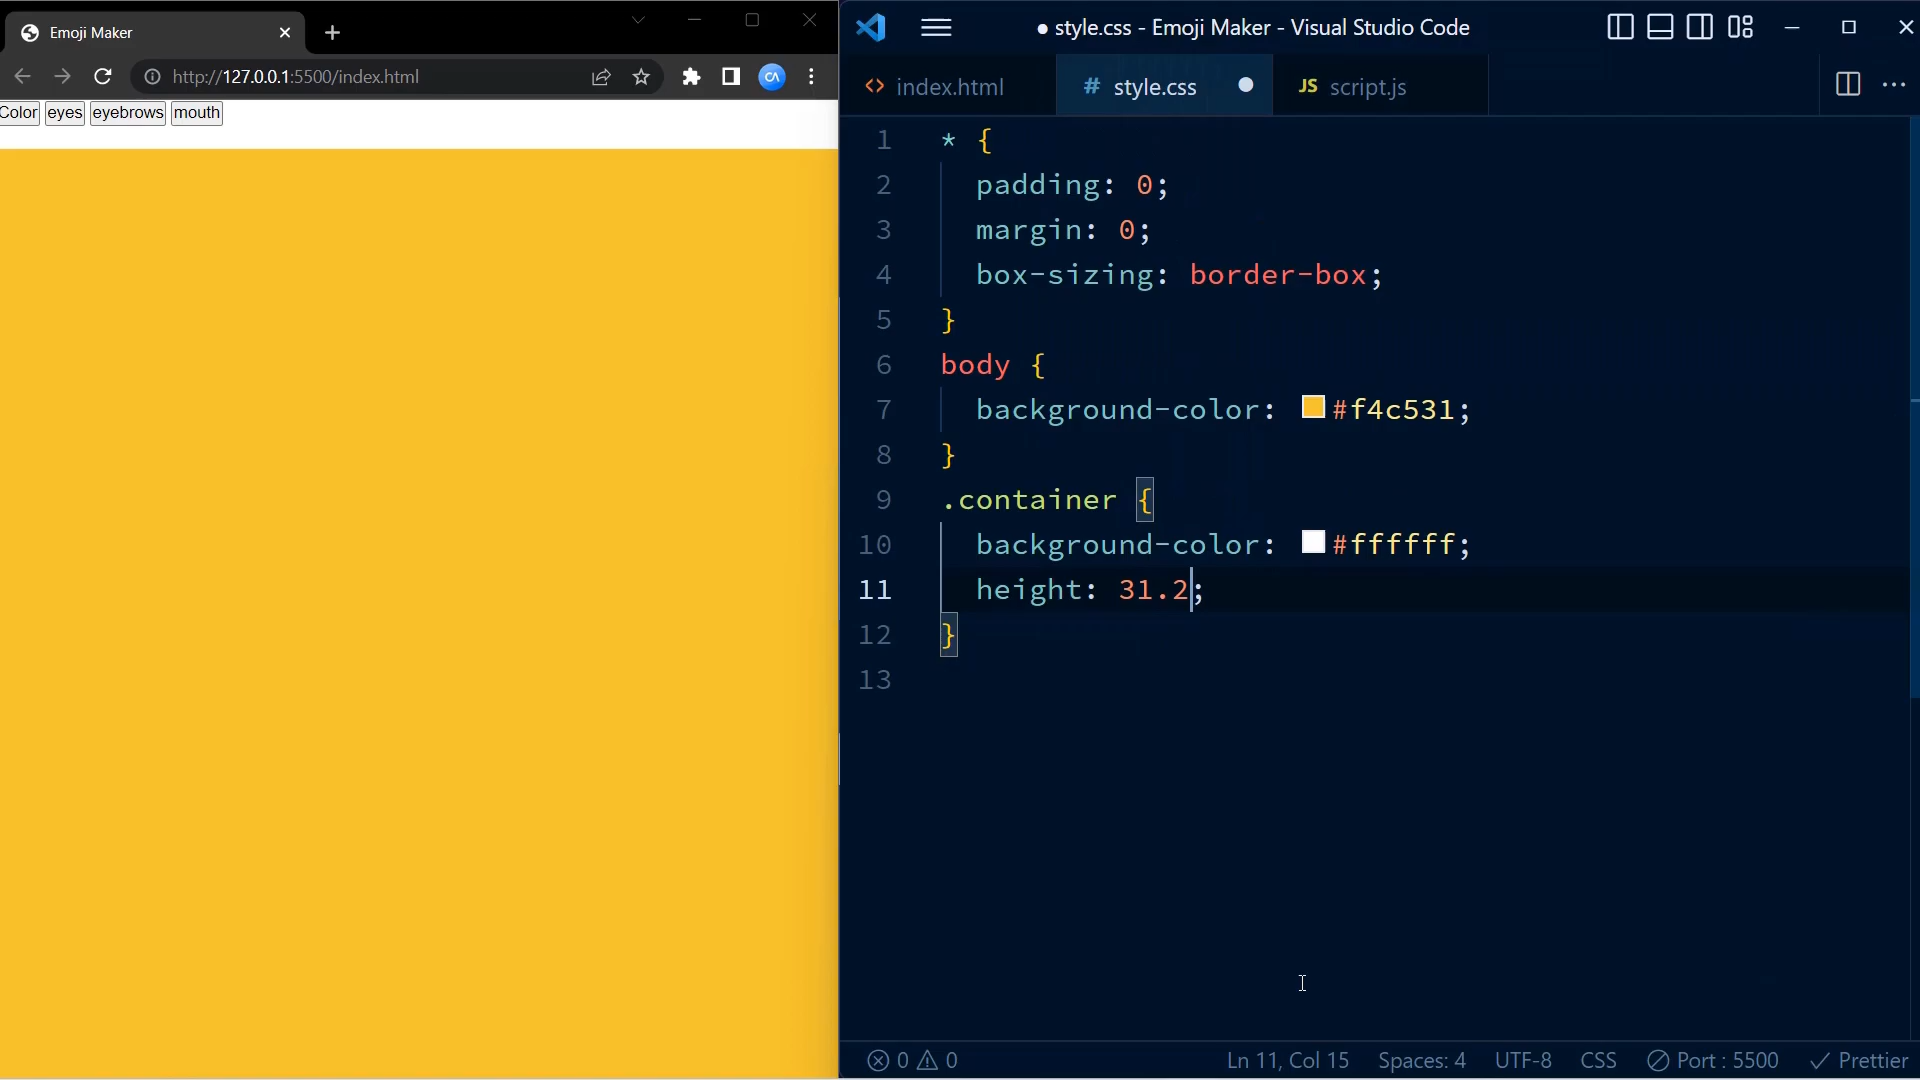 Emoji Maker
http://127.0.0.1:5500/index.html
CA
Color eyes eyebrows mouth
● style.css - Emoji Maker - Visual Studio Code
<> index.html
# style.css
JS script.js
1 * {
2 padding: 0;
3 margin: 0;
4 box-sizing: border-box;
5 }
6 body {
7 background-color: #f4c531;
8 }
9 .container {
10 background-color: #ffffff;
11 height: 31.2;
12 }
13
0 0 Ln 11, Col 15 Spaces: 4 UTF-8 CSS Port : 5500 Prettier